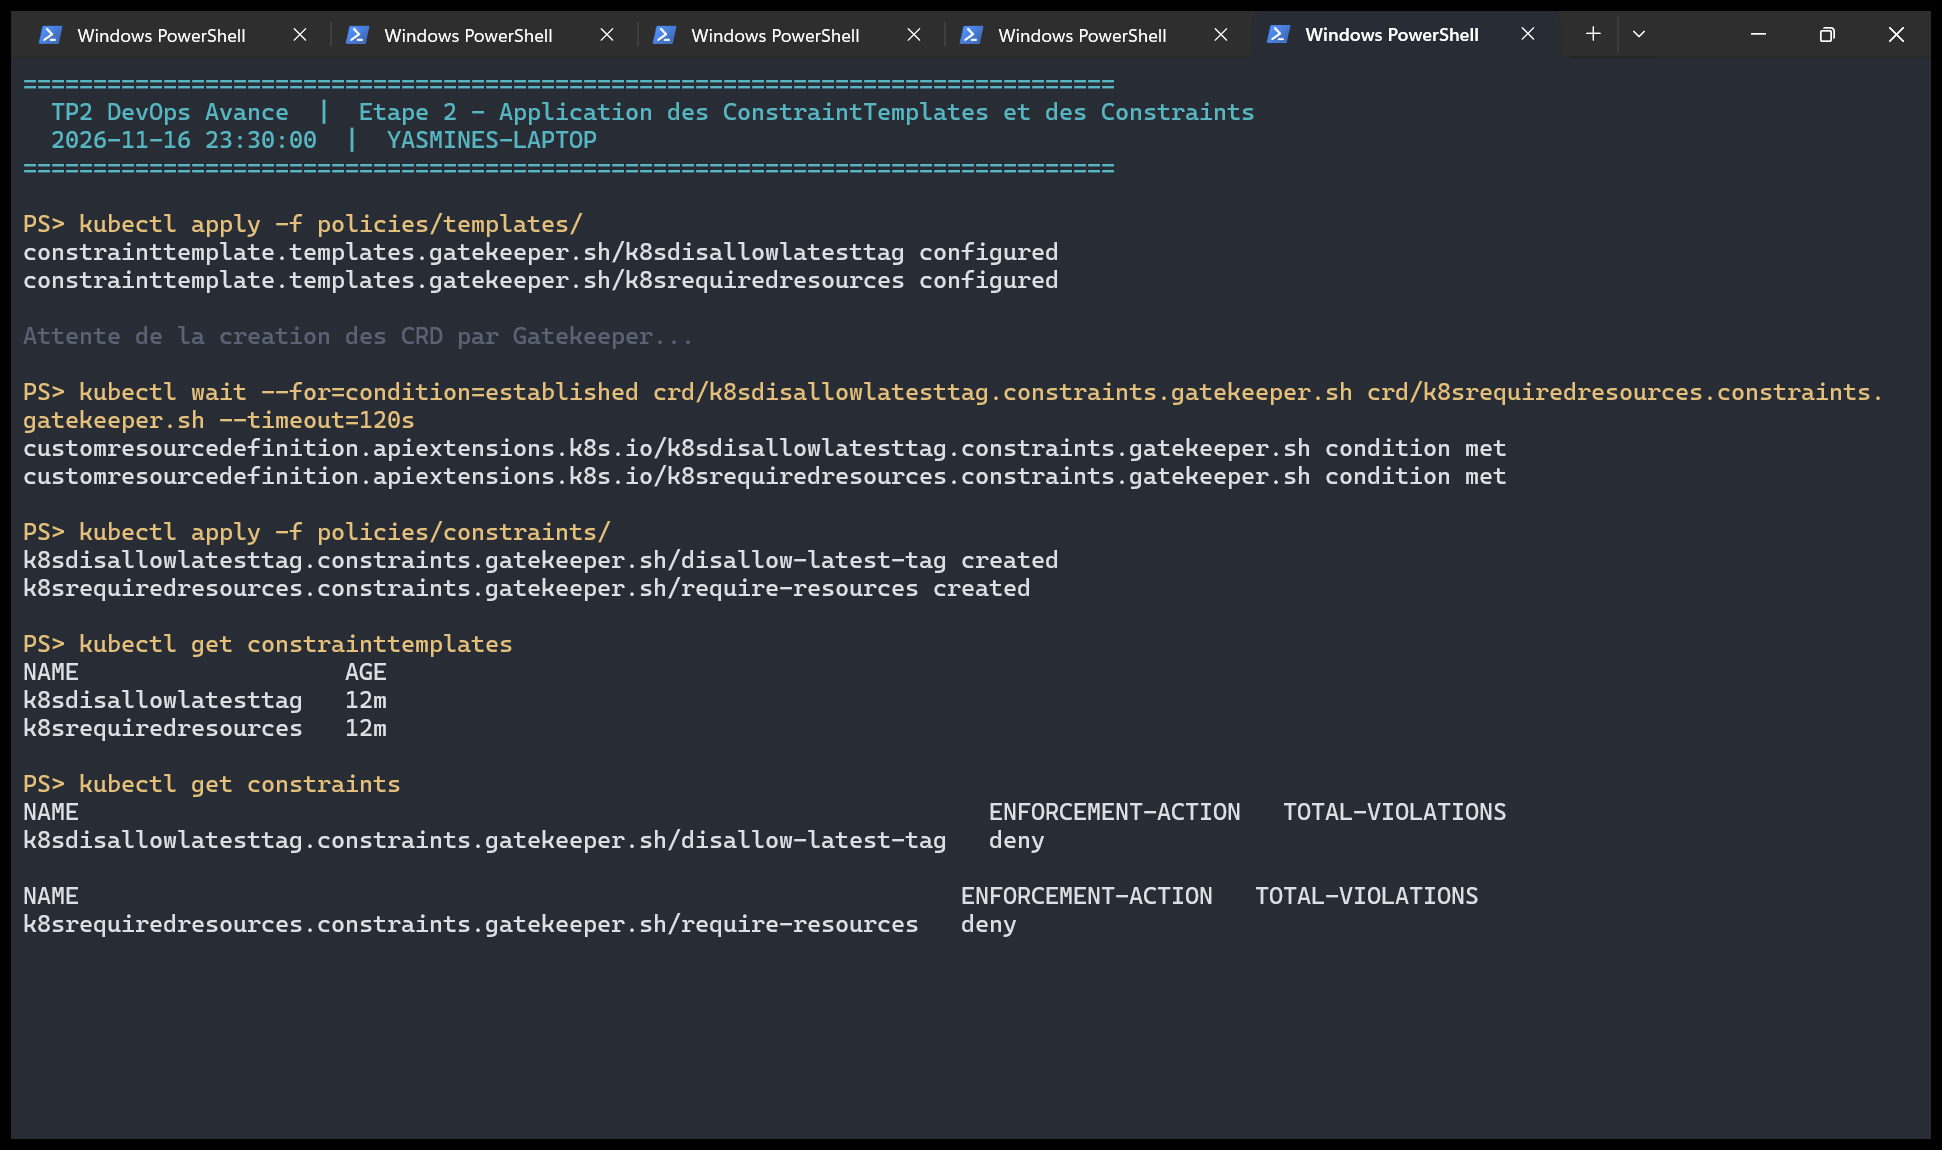 Windows PowerShell Windows PowerShell Windows PowerShell Windows PowerShell Windows PowerShell
==============================================================================
TP2 DevOps Avance | Etape 2 - Application des ConstraintTemplates et des Constraints
2026-11-16 23:30:00 | YASMINES-LAPTOP
==============================================================================
PS> kubectl apply -f policies/templates/
constrainttemplate.templates.gatekeeper.sh/k8sdisallowlatesttag configured
constrainttemplate.templates.gatekeeper.sh/k8srequiredresources configured
Attente de la creation des CRD par Gatekeeper...
PS> kubectl wait --for=condition=established crd/k8sdisallowlatesttag.constraints.gatekeeper.sh crd/k8srequiredresources.constraints.
gatekeeper.sh --timeout=120s
customresourcedefinition.apiextensions.k8s.io/k8sdisallowlatesttag.constraints.gatekeeper.sh condition met
customresourcedefinition.apiextensions.k8s.io/k8srequiredresources.constraints.gatekeeper.sh condition met
PS> kubectl apply -f policies/constraints/
k8sdisallowlatesttag.constraints.gatekeeper.sh/disallow-latest-tag created
k8srequiredresources.constraints.gatekeeper.sh/require-resources created
PS> kubectl get constrainttemplates
NAME AGE
k8sdisallowlatesttag 12m
k8srequiredresources 12m
PS> kubectl get constraints
NAME ENFORCEMENT-ACTION TOTAL-VIOLATIONS
k8sdisallowlatesttag.constraints.gatekeeper.sh/disallow-latest-tag deny
NAME ENFORCEMENT-ACTION TOTAL-VIOLATIONS
k8srequiredresources.constraints.gatekeeper.sh/require-resources deny